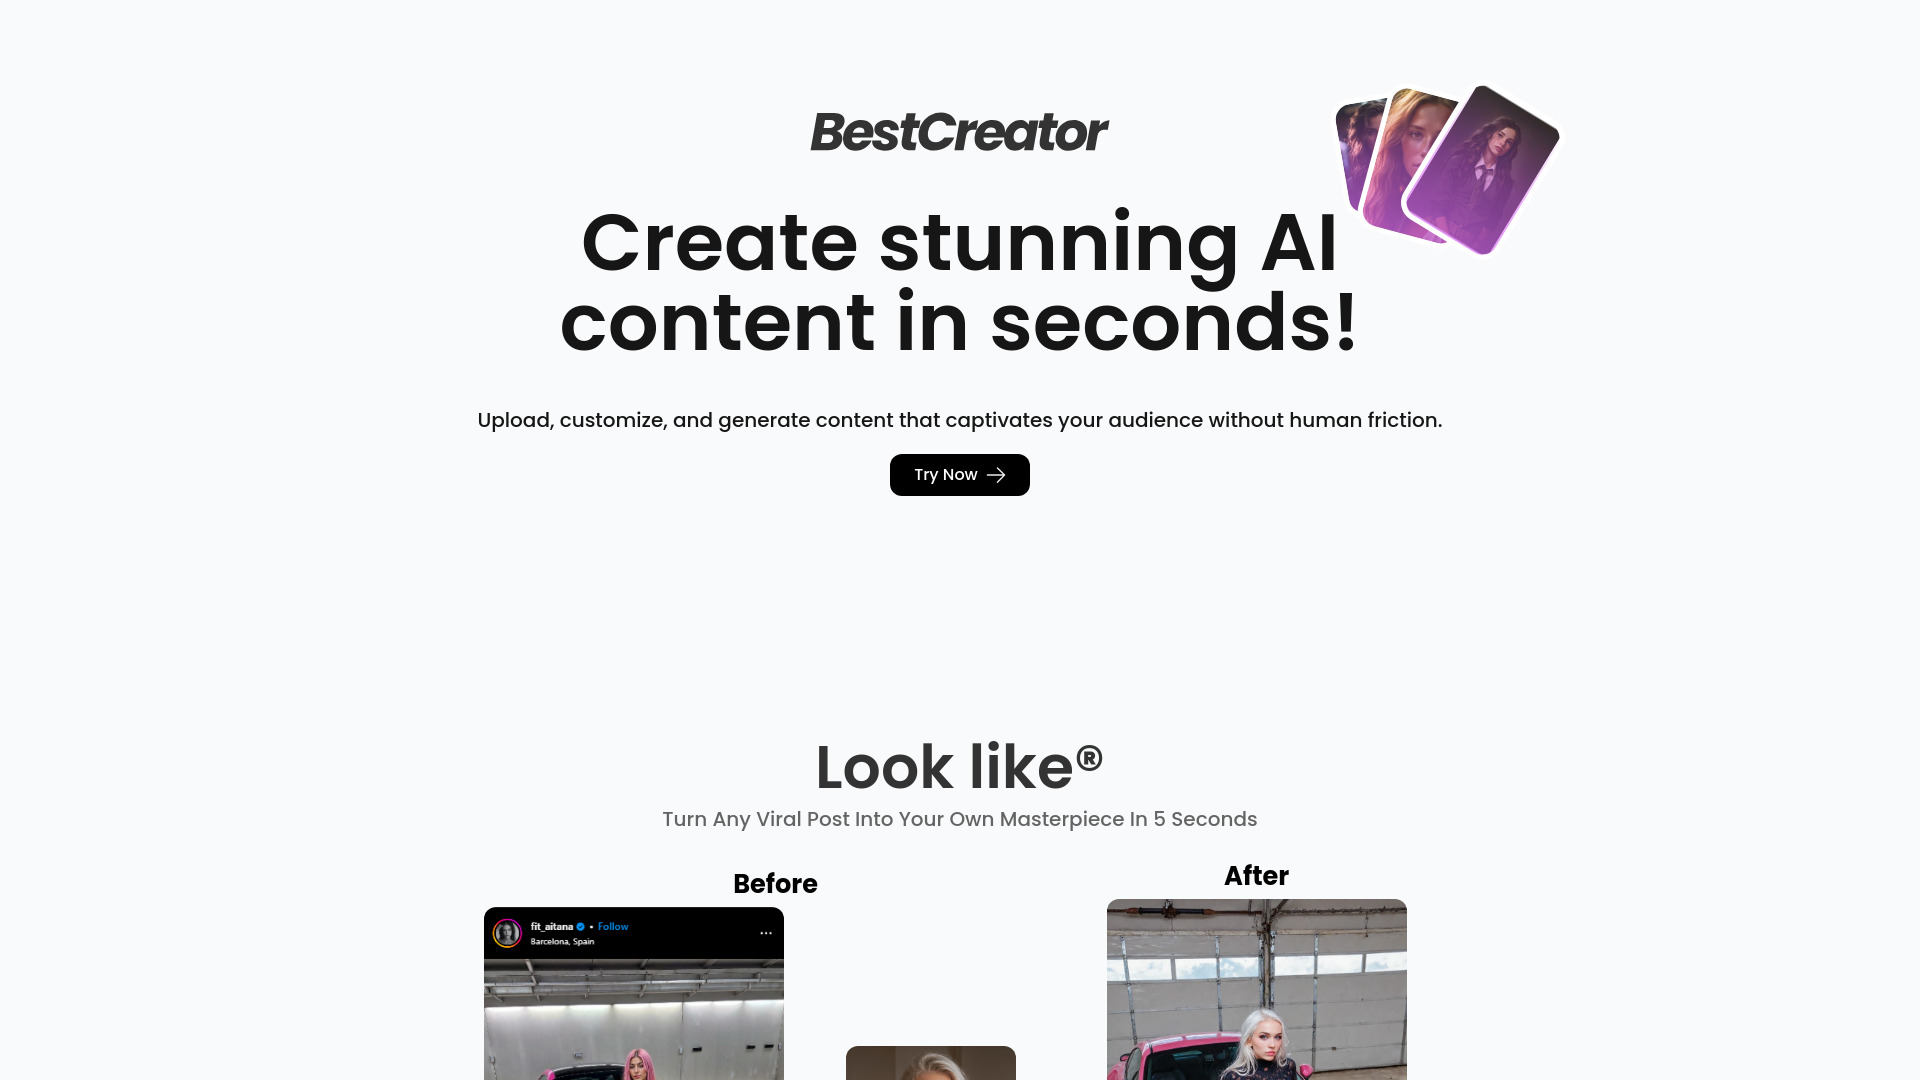 BestCreator
Create stunning AI
content in seconds!
Upload, customize, and generate content that captivates your audience without human friction.
Try Now
Look like®
Turn Any Viral Post Into Your Own Masterpiece In 5 Seconds
Before
After
fit_aitana • Follow
Barcelona, Spain